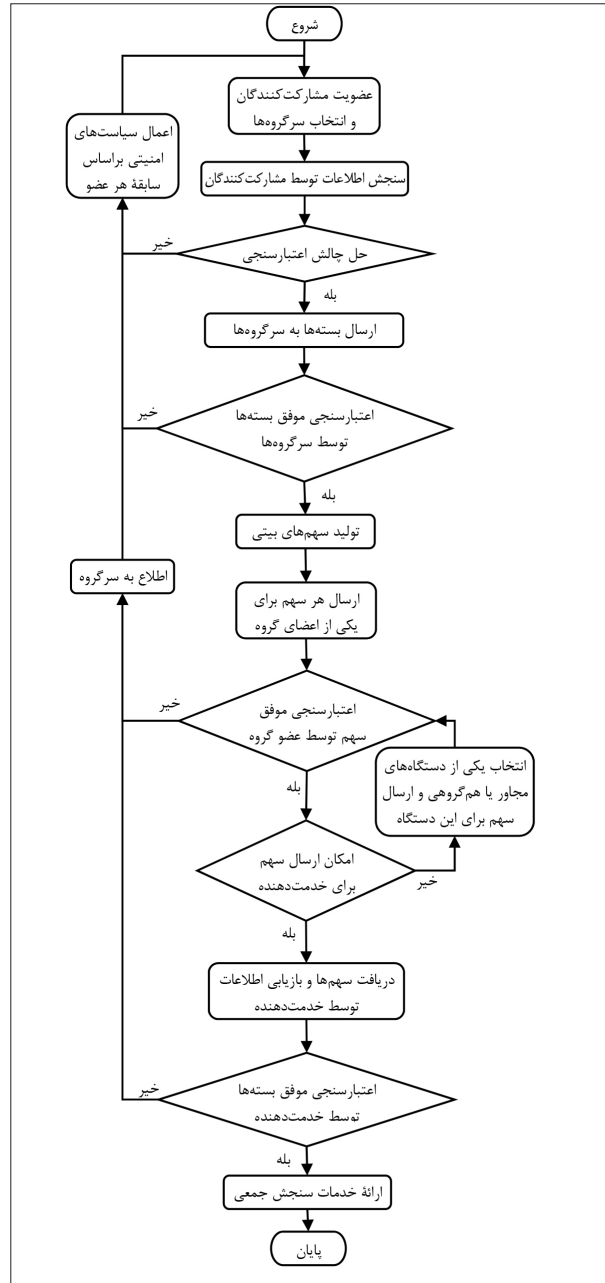 شروع
عضویت مشارکت‌کنندگان
و انتخاب سرگروه‌ها
اعمال سیاست‌های
امنیتی براساس
سابقهٔ هر عضو
سنجش اطلاعات توسط مشارکت‌کنندگان
حل چالش اعتبارسنجی
خیر
بله
ارسال بسته‌ها به سرگروه‌ها
اعتبارسنجی موفق بسته‌ها
توسط سرگروه‌ها
خیر
بله
تولید سهم‌های بیتی
اطلاع به سرگروه
ارسال هر سهم برای
یکی از اعضای گروه
اعتبارسنجی موفق
سهم توسط عضو گروه
خیر
بله
انتخاب یکی از دستگاه‌های
مجاور یا هم‌گروهی و ارسال
سهم برای این دستگاه
امکان ارسال سهم
برای خدمت‌دهنده
خیر
بله
دریافت سهم‌ها و بازیابی اطلاعات
توسط خدمت‌دهنده
اعتبارسنجی موفق بسته‌ها
توسط خدمت‌دهنده
خیر
بله
ارائهٔ خدمات سنجش جمعی
پایان